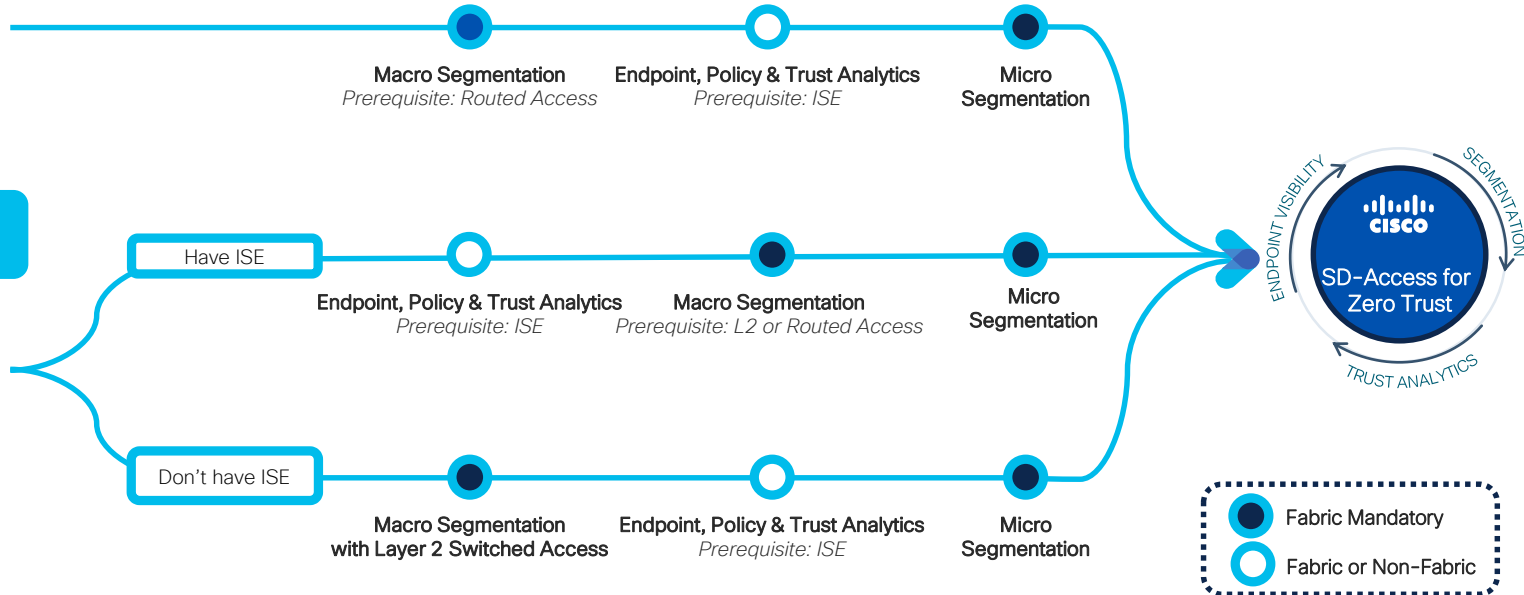 Macro Segmentation
Prerequisite: Routed Access
Endpoint, Policy & Trust Analytics
Prerequisite: ISE
Micro
Segmentation
Have ISE
Endpoint, Policy & Trust Analytics
Prerequisite: ISE
Macro Segmentation
Prerequisite: L2 or Routed Access
Micro
Segmentation
ENDPOINT VISIBILITY
SEGMENTATION
CISCO
SD-Access for
Zero Trust
TRUST ANALYTICS
Don't have ISE
Macro Segmentation
with Layer 2 Switched Access
Endpoint, Policy & Trust Analytics
Prerequisite: ISE
Micro
Segmentation
Fabric Mandatory
Fabric or Non-Fabric